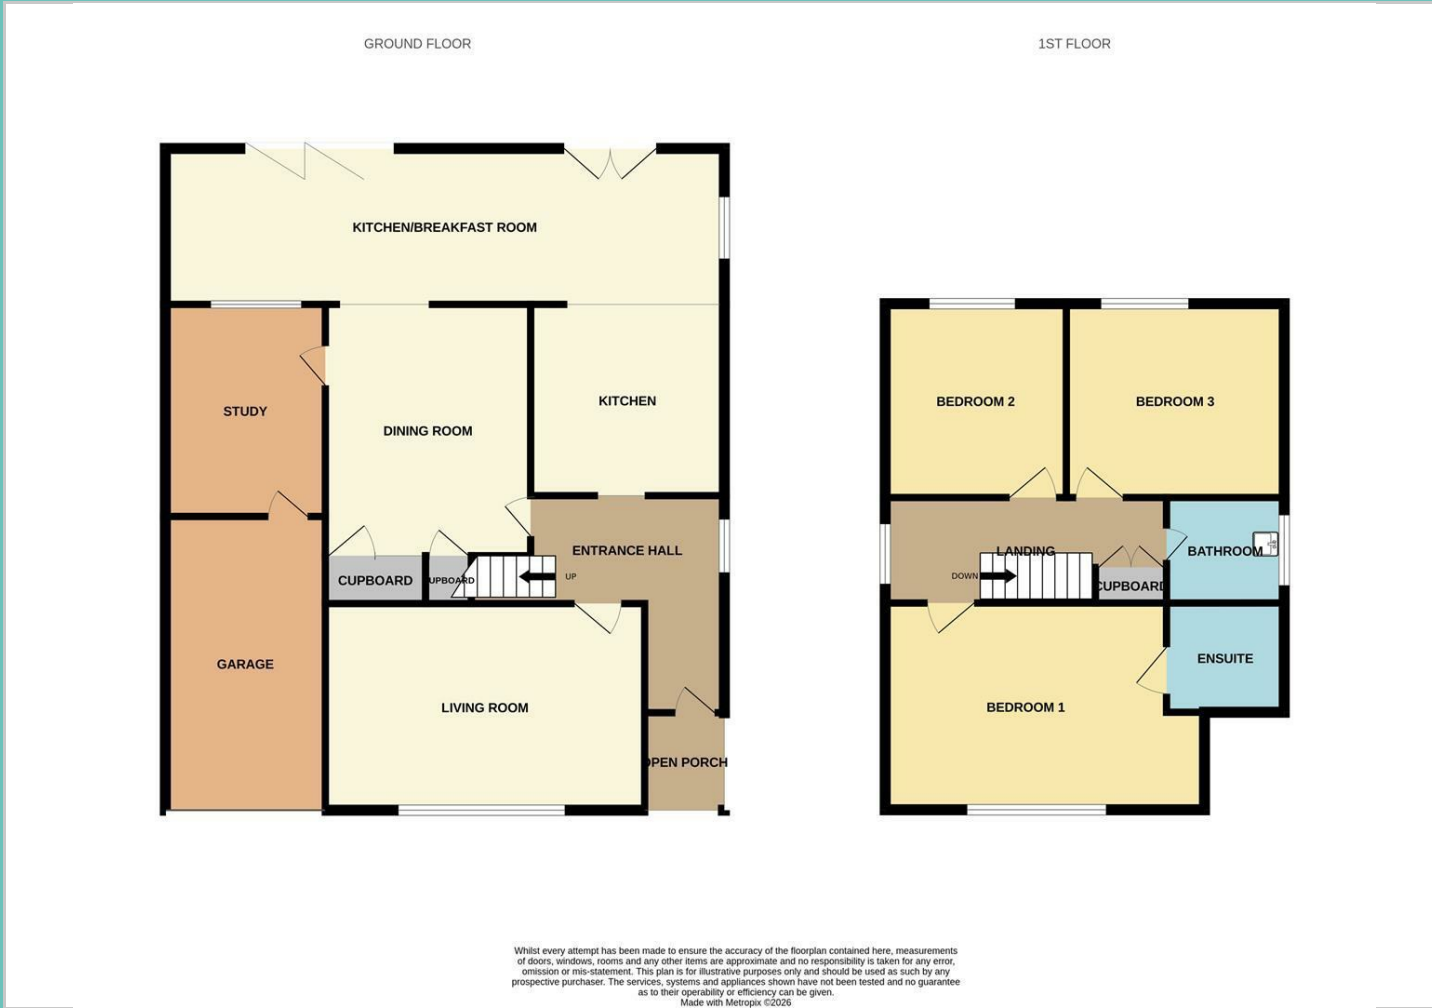 GROUND FLOOR
1ST FLOOR
KITCHEN/BREAKFAST ROOM
STUDY
DINING ROOM
KITCHEN
ENTRANCE HALL
CUPBOARD
UPBOARD
UP
GARAGE
LIVING ROOM
OPEN PORCH
BEDROOM 2
BEDROOM 3
LANDING
BATHROOM
DOWN
CUPBOARD
ENSUITE
BEDROOM 1
Whilst every attempt has been made to ensure the accuracy of the floorplan contained here, measurements
of doors, windows, rooms and any other items are approximate and no responsibility is taken for any error,
omission or mis-statement. This plan is for illustrative purposes only and should be used as such by any
prospective purchaser. The services, systems and appliances shown have not been tested and no guarantee
as to their operability or efficiency can be given.
Made with Metropix ©2026